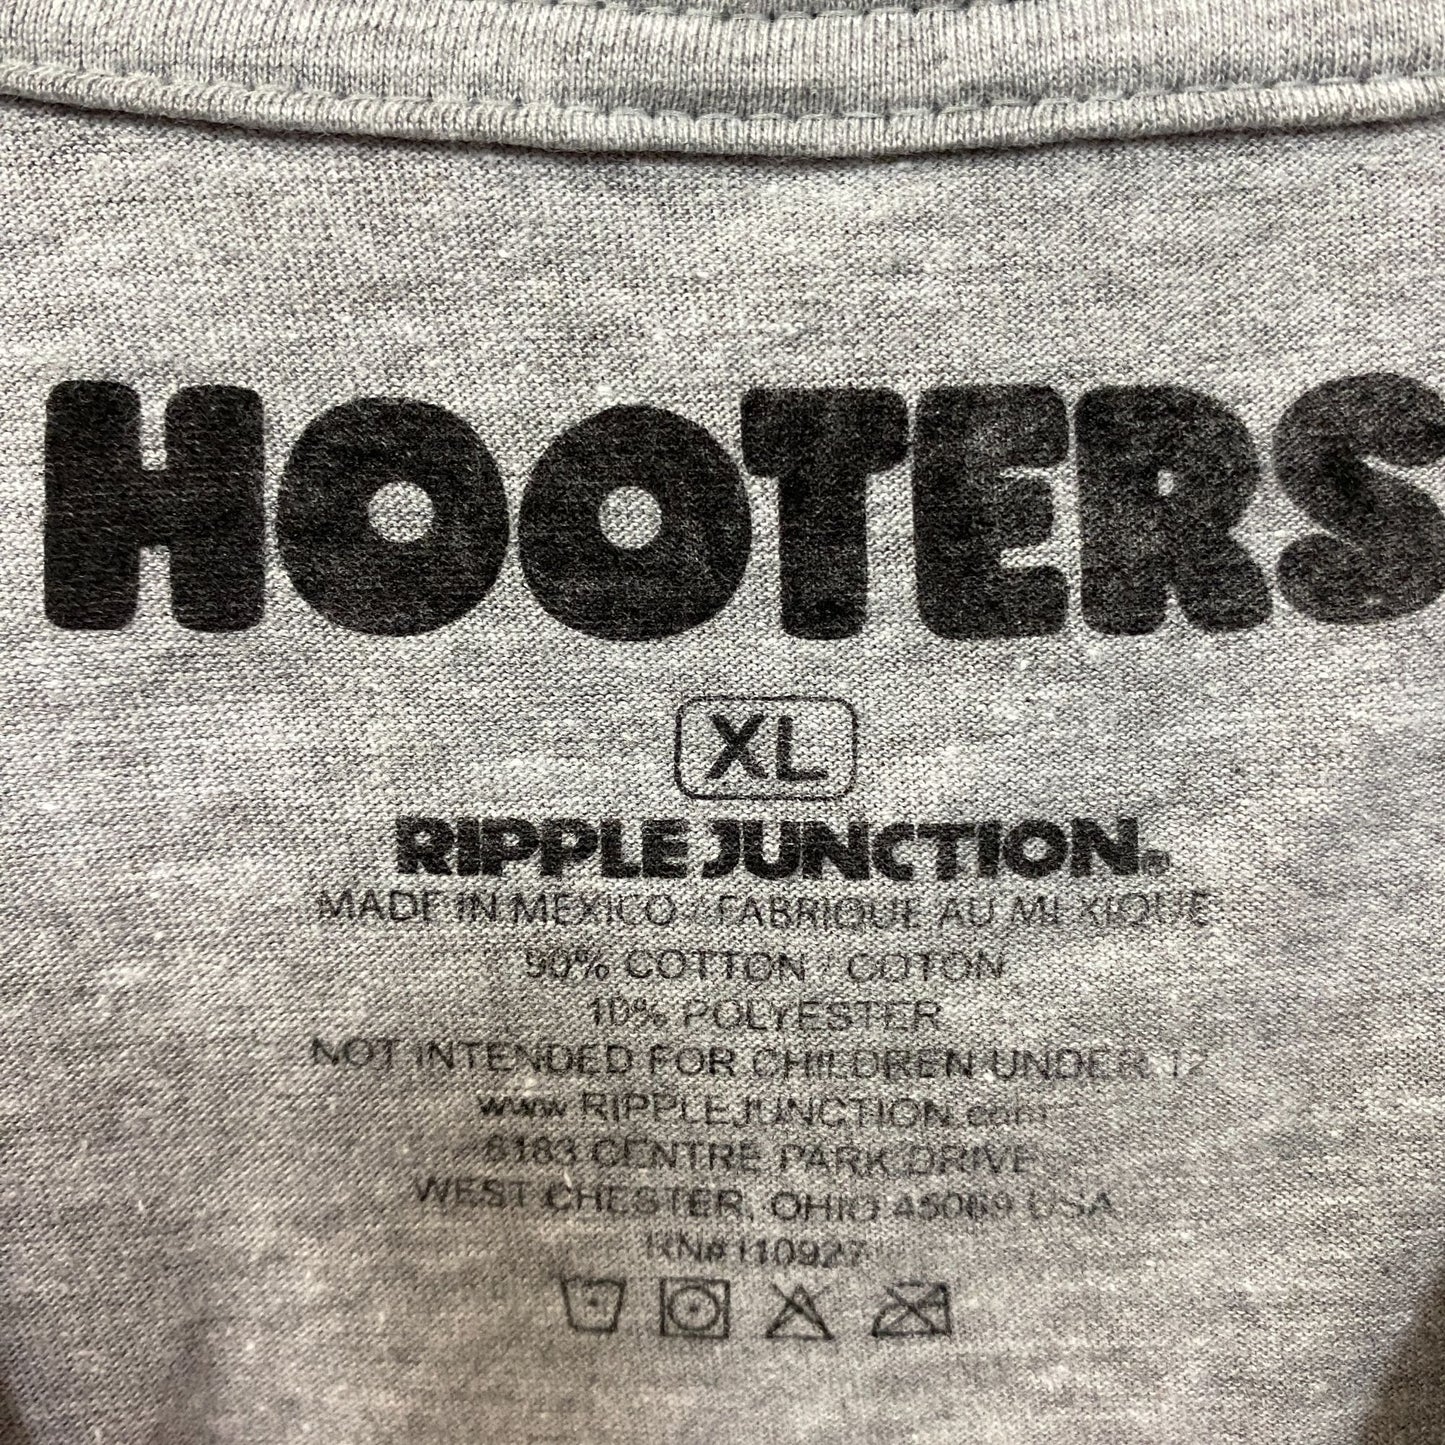 HOOTERS
XL
RIPPLE JUNCTION®
MADE IN MEXICO / FABRIQUE AU MEXIQUE
90% COTTON / COTON
10% POLYESTER
NOT INTENDED FOR CHILDREN UNDER 12
www.RIPPLEJUNCTION.com
6183 CENTRE PARK DRIVE
WEST CHESTER, OHIO 45069 USA
RN# 110927